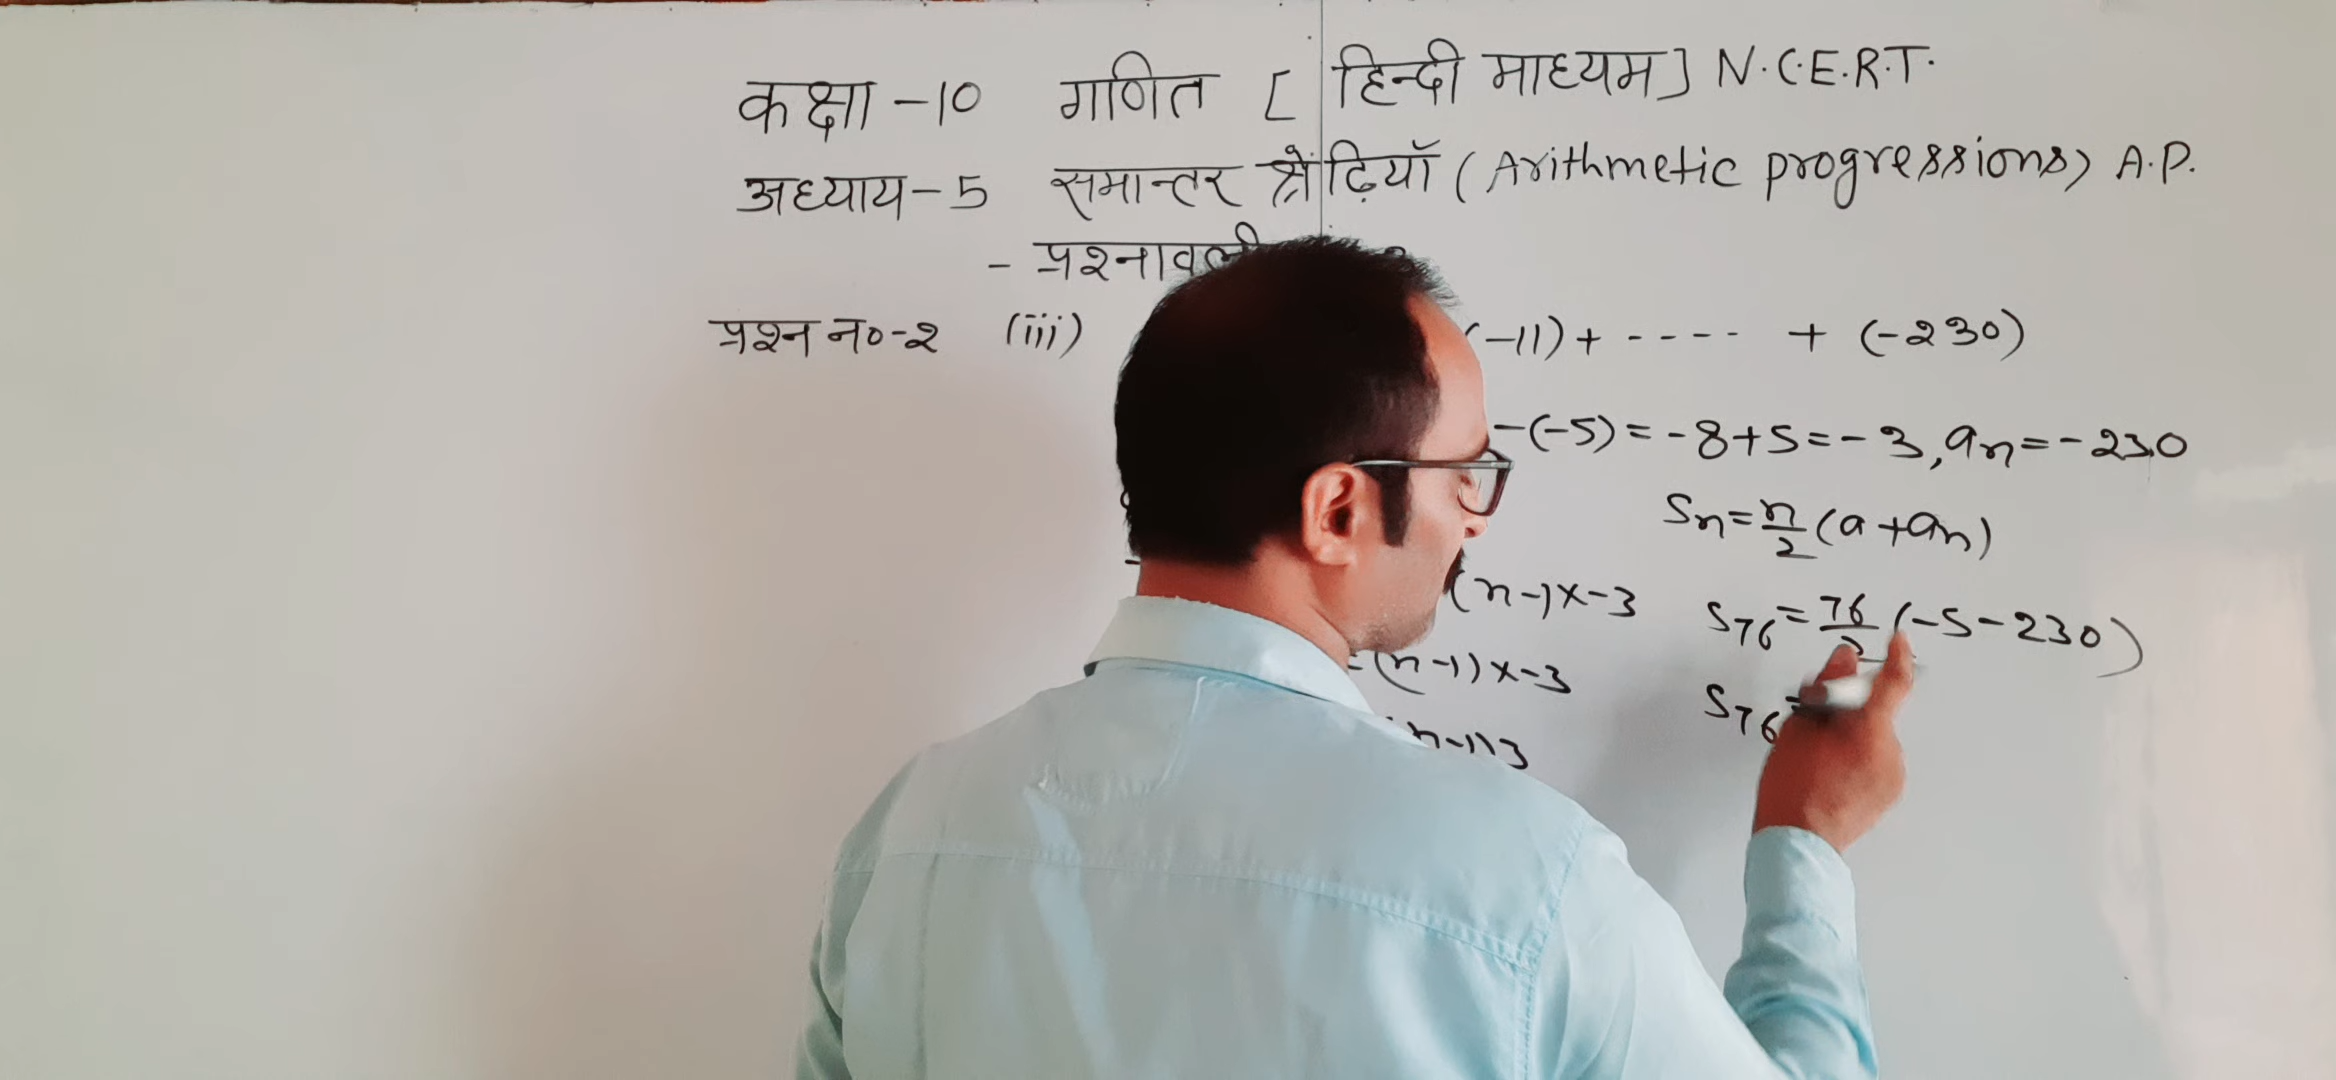 कक्षा -10 गणित [ हिन्दी माध्यम] N.C.E.R.T.
अध्याय-5 समान्तर श्रेंढ़ियाॅ (Arithmetic progressions) A.P.
- प्रश्नावली
प्रश्न न०-2 (iii) (-11) + ---- + (-230)
-(-5) = -8+5 = -3, an = -230
Sn = n/2 (a + an)
(n-1)x-3
S76 = 76/2 (-5-230)
(n-1) x-3
S76 =
n-1)3